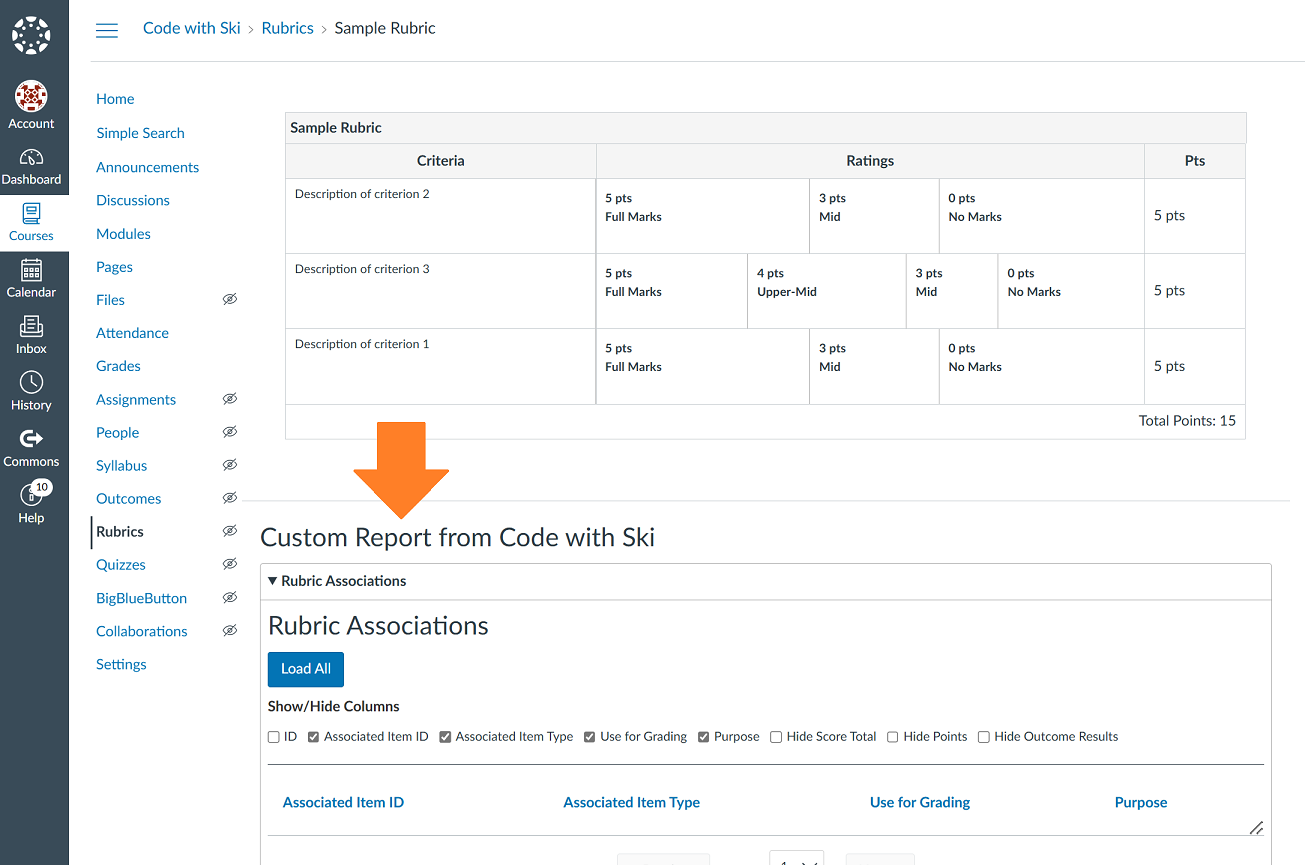 Code with Ski › Rubrics › Sample Rubric
Account
Dashboard
Courses
Calendar
Inbox
History
Commons
10
Help
Home
Simple Search
Announcements
Discussions
Modules
Pages
Files
Attendance
Grades
Assignments
People
Syllabus
Outcomes
Rubrics
Quizzes
BigBlueButton
Collaborations
Settings
Sample Rubric
Criteria Ratings Pts
Description of criterion 2
5 pts
Full Marks
3 pts
Mid
0 pts
No Marks
5 pts
Description of criterion 3
5 pts
Full Marks
4 pts
Upper-Mid
3 pts
Mid
0 pts
No Marks
5 pts
Description of criterion 1
5 pts
Full Marks
3 pts
Mid
0 pts
No Marks
5 pts
Total Points: 15
Custom Report from Code with Ski
Rubric Associations
Rubric Associations
Load All
Show/Hide Columns
ID Associated Item ID Associated Item Type Use for Grading Purpose Hide Score Total Hide Points Hide Outcome Results
Associated Item ID Associated Item Type Use for Grading Purpose